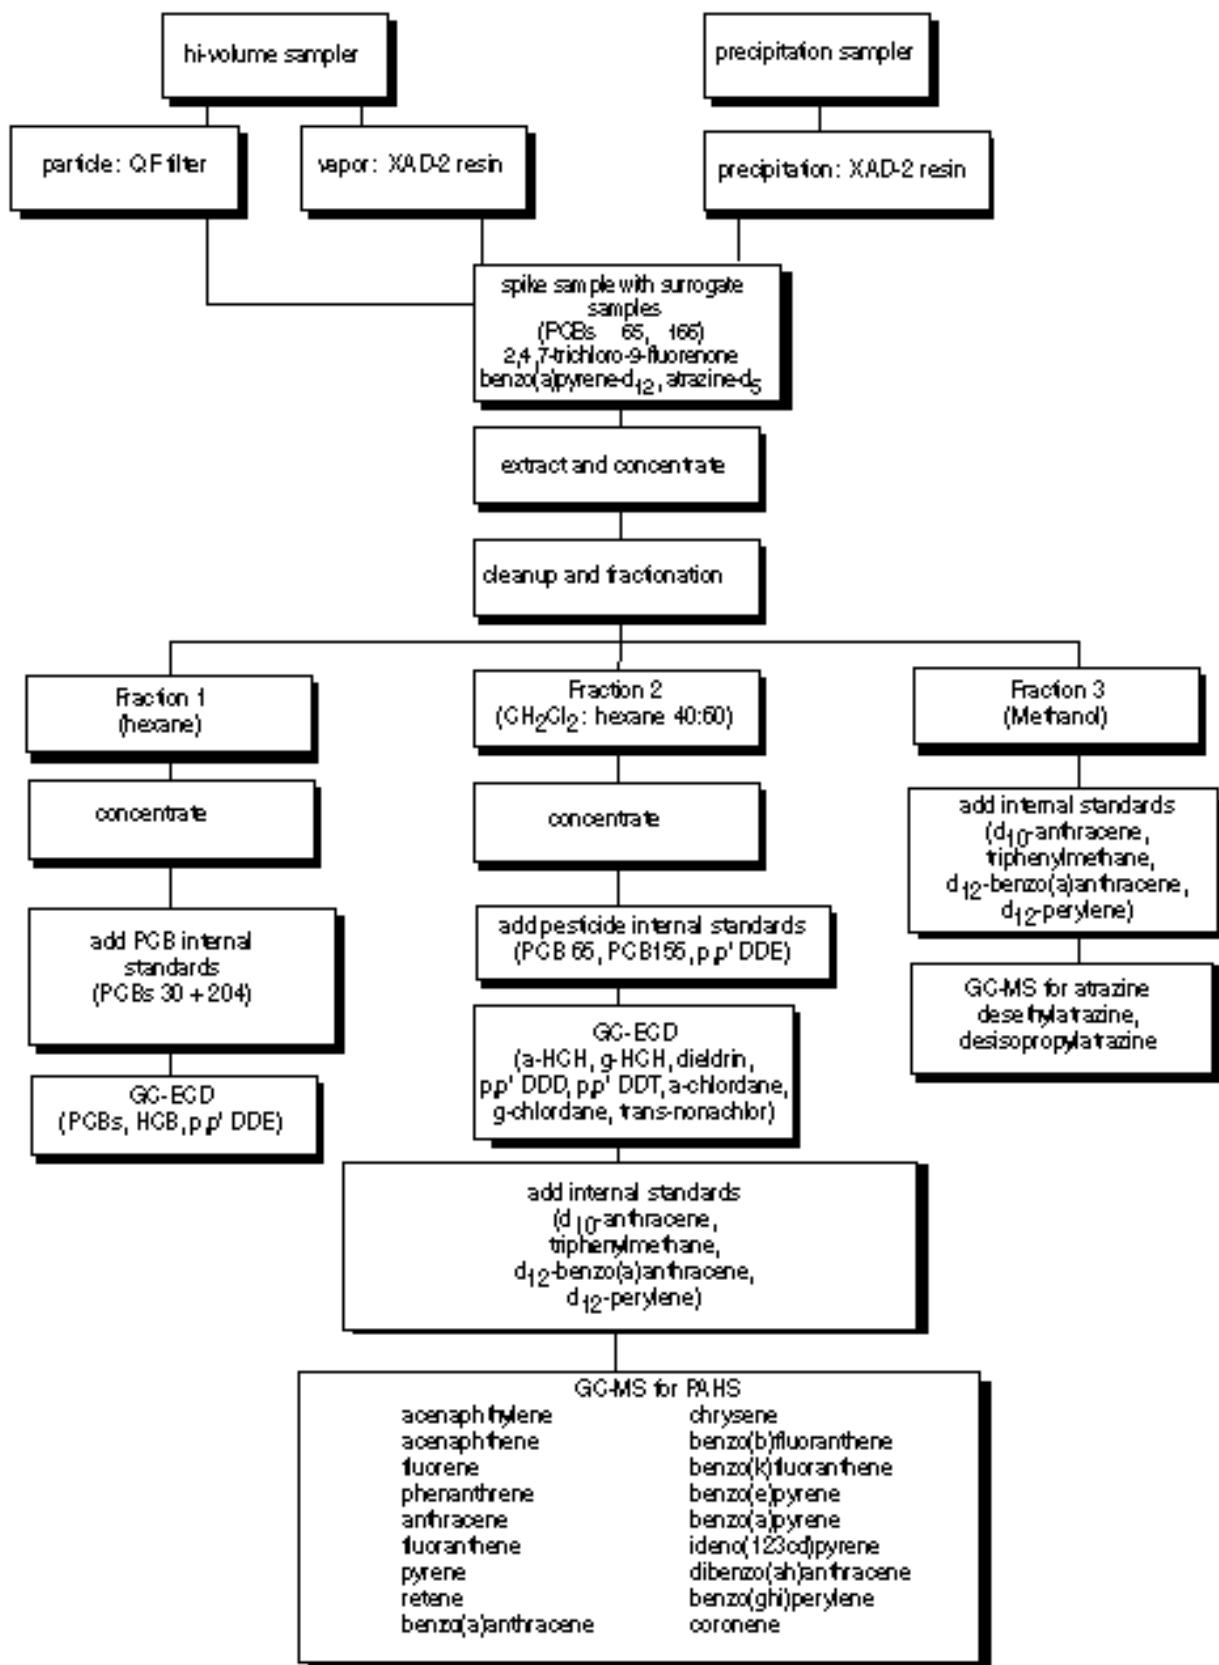 hi-volume sampler
precipitation sampler
particle: QF filter
vapor: XAD-2 resin
precipitation: XAD-2 resin
spike sample with surrogate
samples
(PCBs 65, 166)
2,4,7-trichloro-9-fluorenone
benzo(a)pyrene-d12, atrazine-d5
extract and concentrate
cleanup and fractionation
Fraction 1
(hexane)
concentrate
add PCB internal
standards
(PCBs 30 + 204)
GC-ECD
(PCBs, HCB, p,p' DDE)
Fraction 2
(CH2Cl2: hexane 40:60)
concentrate
add pesticide internal standards
(PCB 65, PCB155, p,p' DDE)
GC-ECD
(a-HCH, g-HCH, dieldrin,
p,p' DDD, p,p' DDT, a-chlordane,
g-chlordane, trans-nonachlor)
add internal standards
(d10-anthracene,
triphenylmethane,
d12-benzo(a)anthracene,
d12-perylene)
Fraction 3
(Methanol)
add internal standards
(d10-anthracene,
triphenylmethane,
d12-benzo(a)anthracene,
d12-perylene)
GC-MS for atrazine
desethylatrazine,
desisopropylatrazine
GC-MS for PAHS
acenaphthylene
acenaphthene
fluorene
phenanthrene
anthracene
fluoranthene
pyrene
retene
benzo(a)anthracene
chrysene
benzo(b)fluoranthene
benzo(k)fluoranthene
benzo(e)pyrene
benzo(a)pyrene
ideno(123cd)pyrene
dibenzo(ah)anthracene
benzo(ghi)perylene
coronene